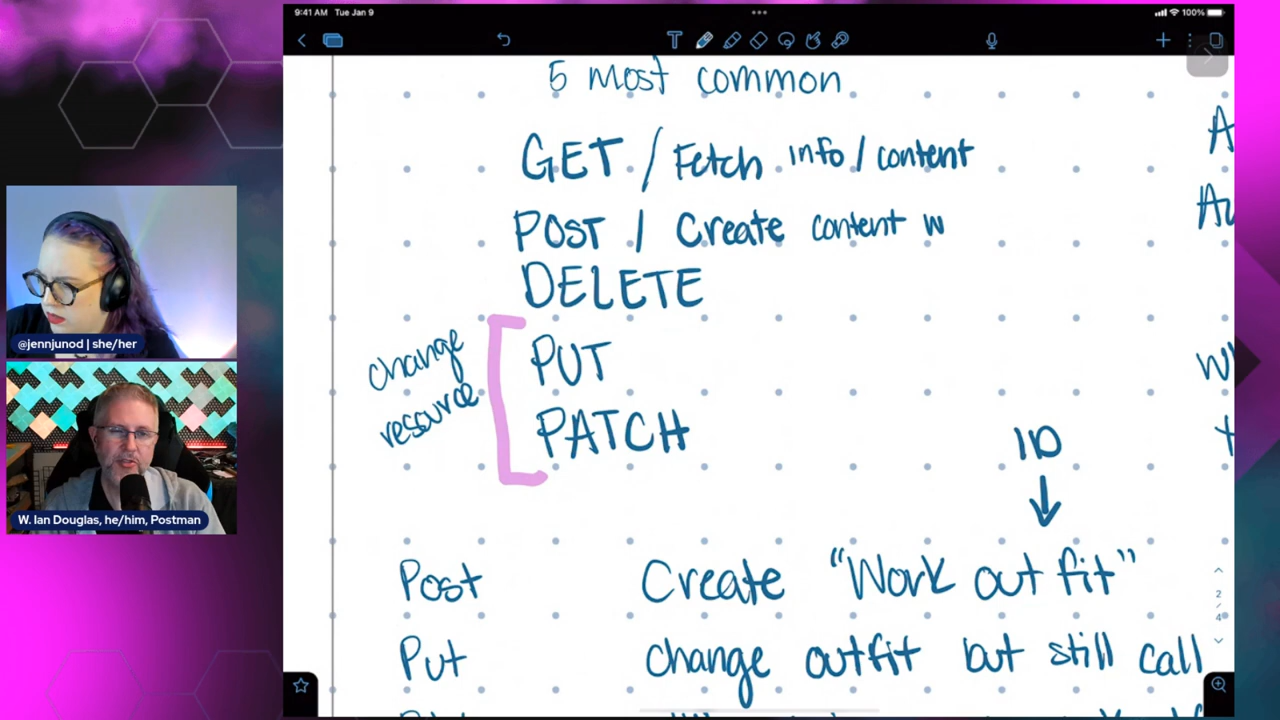 9:41 AM Tue Jan 9
100%
5 most common
GET / Fetch info / content
POST / Create content w
DELETE
change
resource
PUT
PATCH
ID
Post Create "Work out fit"
Put change outfit but still call
@jennjunod | she/her
W. Ian Douglas, he/him, Postman
2
/
4